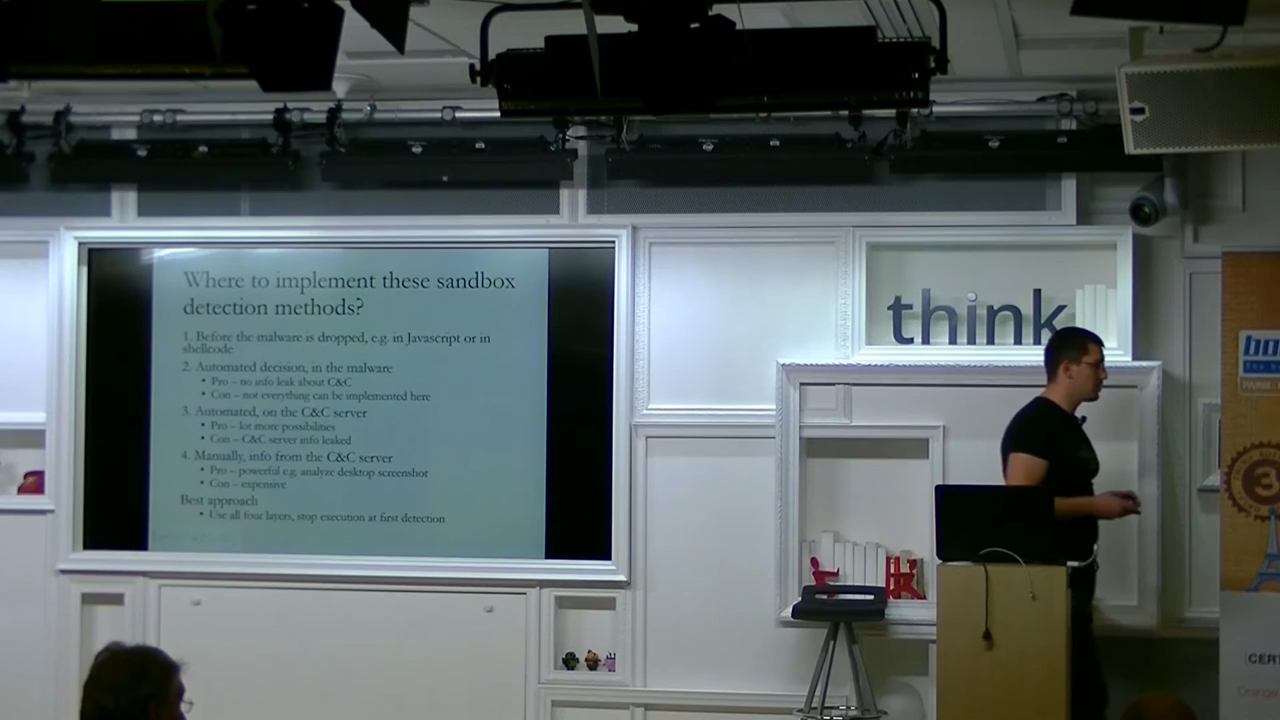 Where to implement these sandbox
detection methods?
1. Before the malware is dropped, e.g. in Javascript or in
shellcode
2. Automated decision, in the malware
• Pro – no info leak about C&C
• Con – not everything can be implemented here
3. Automated, on the C&C server
• Pro – lot more possibilities
• Con – C&C server info leaked
4. Manually, info from the C&C server
• Pro – powerful e.g. analyze desktop screenshot
• Con – expensive
Best approach
• Use all four layers, stop execution at first detection
think
3
CERT
Orange